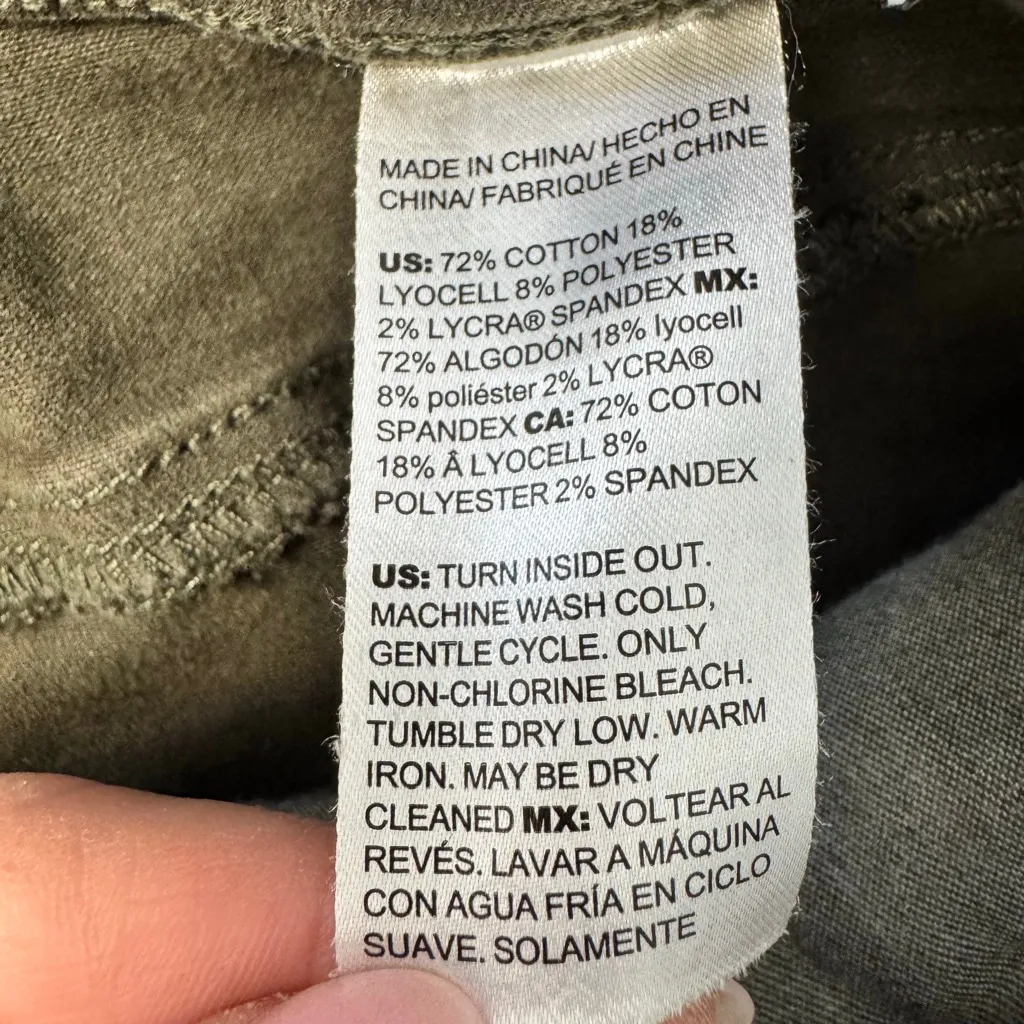 MADE IN CHINA/ HECHO EN
CHINA/ FABRIQUÉ EN CHINE
US: 72% COTTON 18%
LYOCELL 8% POLYESTER
2% LYCRA® SPANDEX MX:
72% ALGODÓN 18% lyocell
8% poliéster 2% LYCRA®
SPANDEX CA: 72% COTON
18% Â LYOCELL 8%
POLYESTER 2% SPANDEX
US: TURN INSIDE OUT.
MACHINE WASH COLD,
GENTLE CYCLE. ONLY
NON-CHLORINE BLEACH.
TUMBLE DRY LOW. WARM
IRON. MAY BE DRY
CLEANED MX: VOLTEAR AL
REVÉS. LAVAR A MÁQUINA
CON AGUA FRÍA EN CICLO
SUAVE. SOLAMENTE